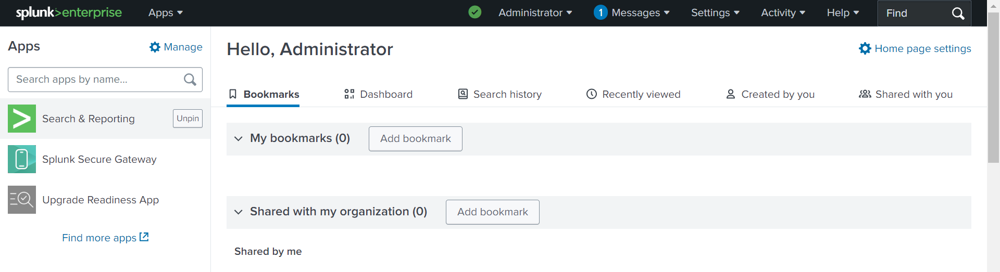 splunk>enterprise Apps Administrator 1 Messages Settings Activity Help Find
Apps Manage
Search apps by name...
Search & Reporting Unpin
Splunk Secure Gateway
Upgrade Readiness App
Find more apps
Hello, Administrator Home page settings
Bookmarks Dashboard Search history Recently viewed Created by you Shared with you
My bookmarks (0) Add bookmark
Shared with my organization (0) Add bookmark
Shared by me